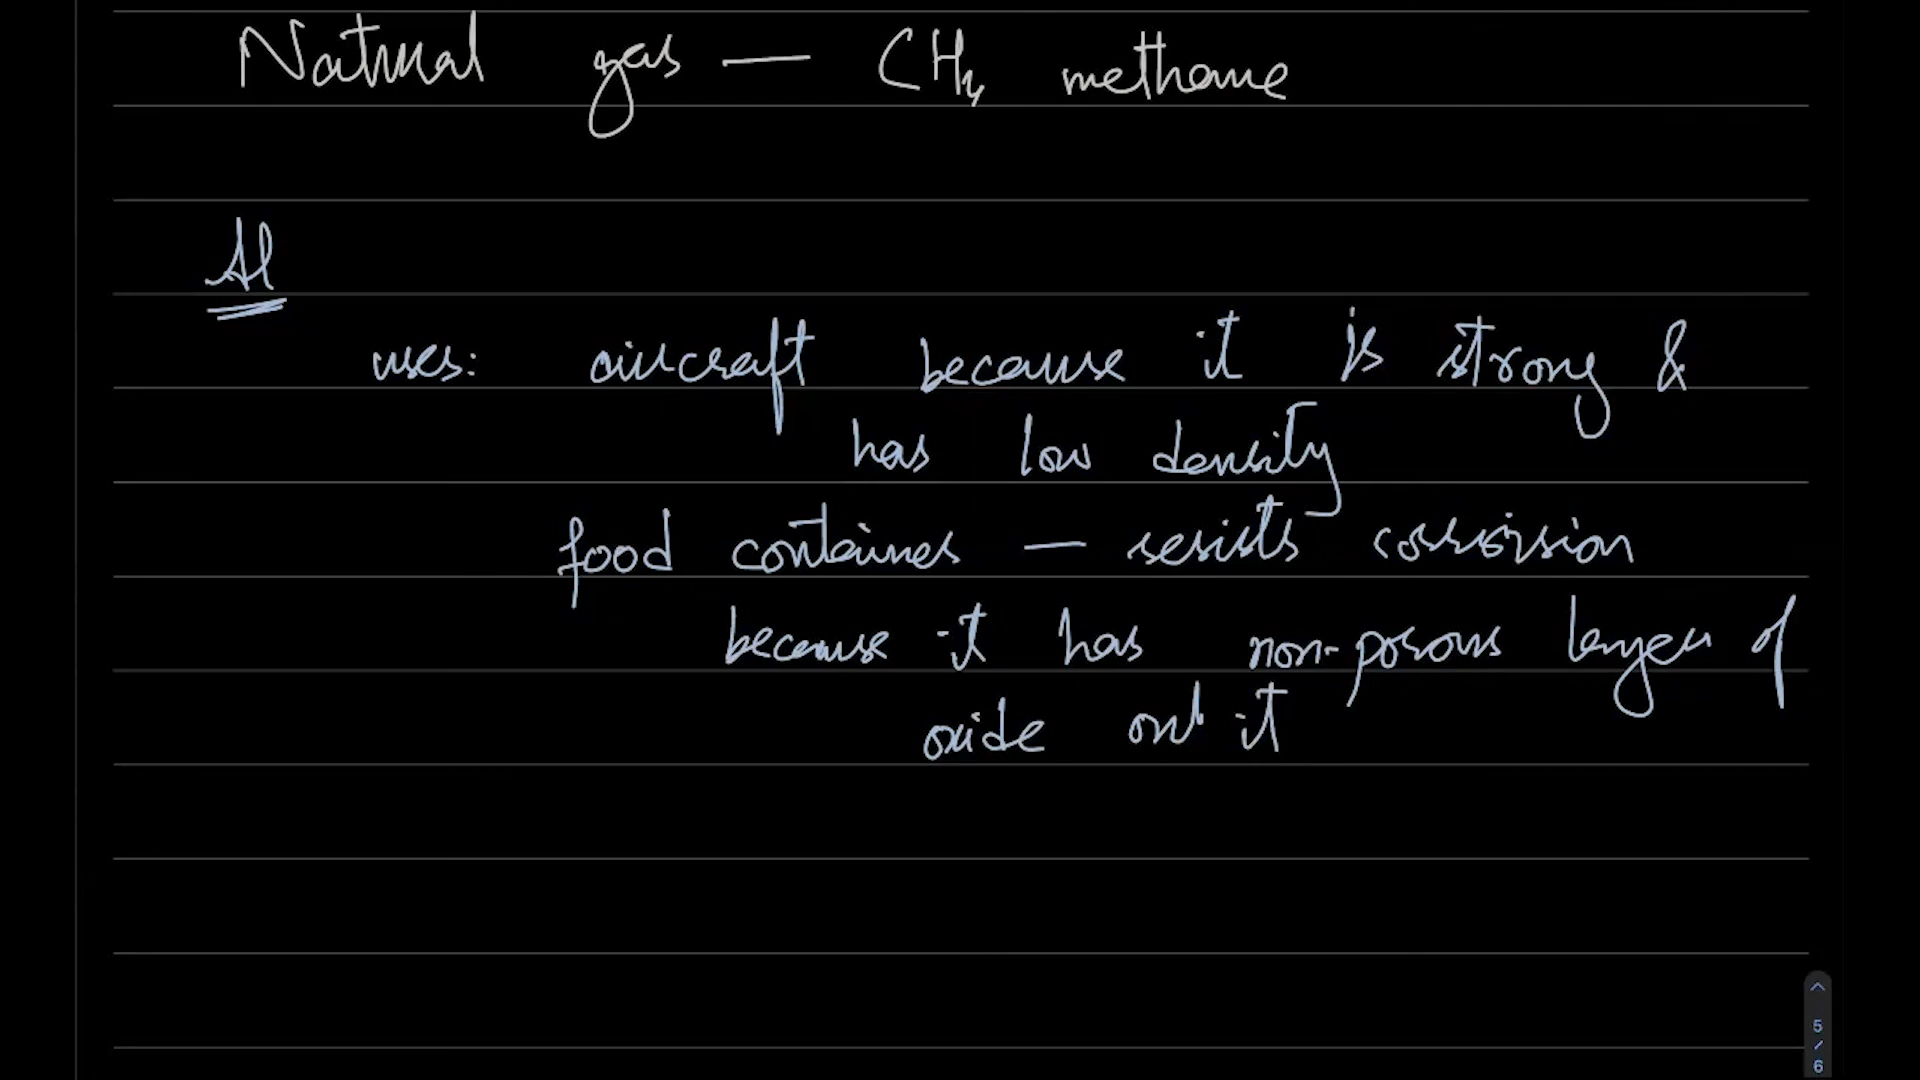 Natural gas — CH4 methane
Al
uses: aircraft because it is strong &
has low density
food containers — resists corrosion
because it has non-porous layer of
oxide on it
5
/
6